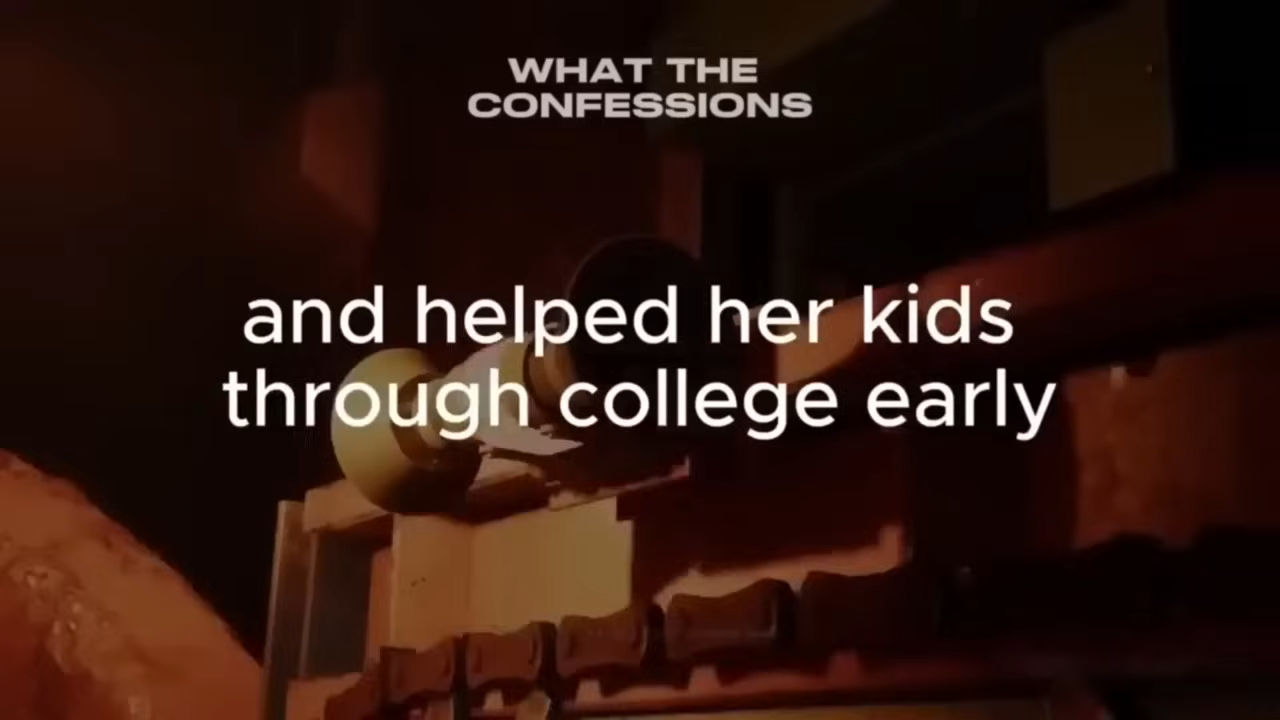 WHAT THE
CONFESSIONS
and helped her kids
through college early